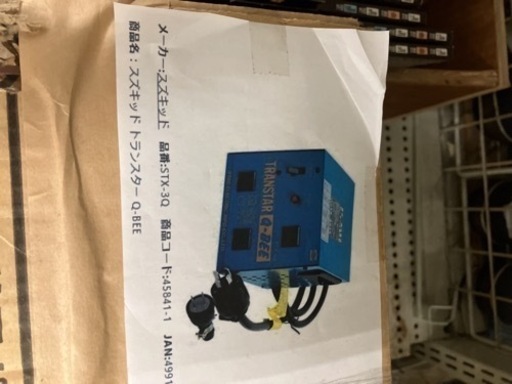 メーカー:スズキッド 品番:STX-3Q 商品コード:45841-1 JAN:4991
商品名：スズキッド トランスター Q-BEE
TRANSTAR Q-BEE